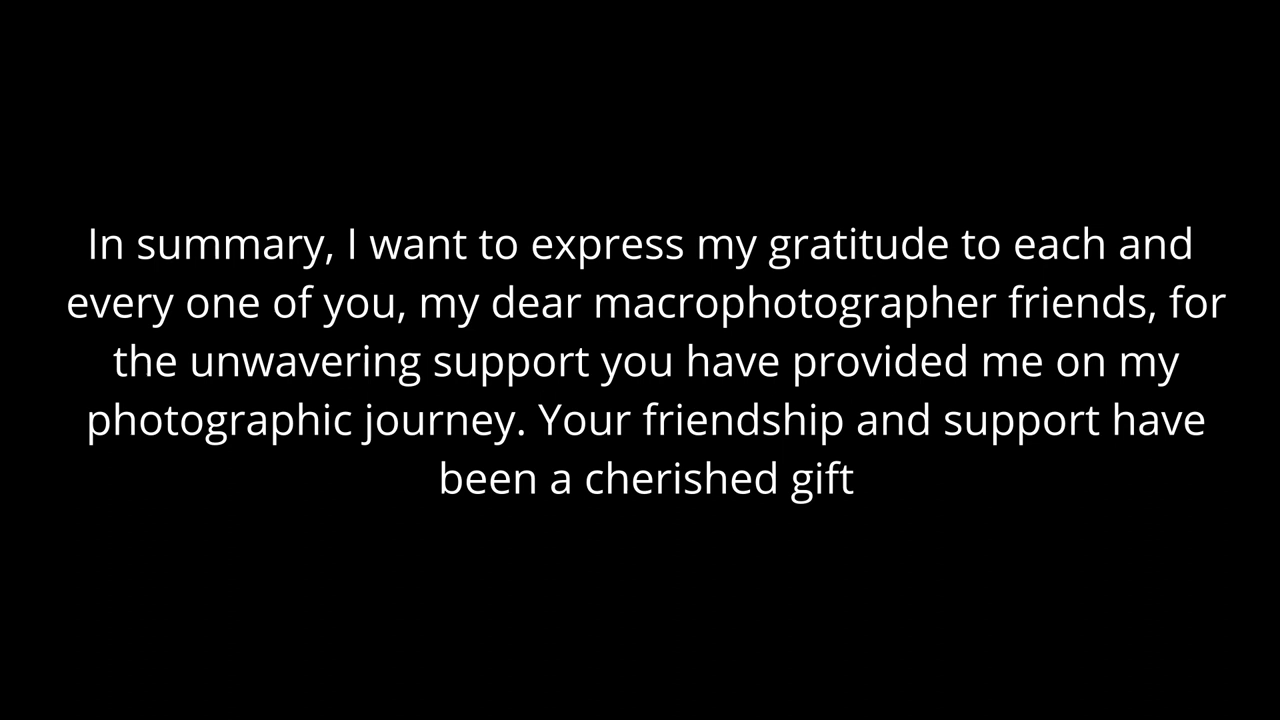 In summary, I want to express my gratitude to each and
every one of you, my dear macrophotographer friends, for
the unwavering support you have provided me on my
photographic journey. Your friendship and support have
been a cherished gift